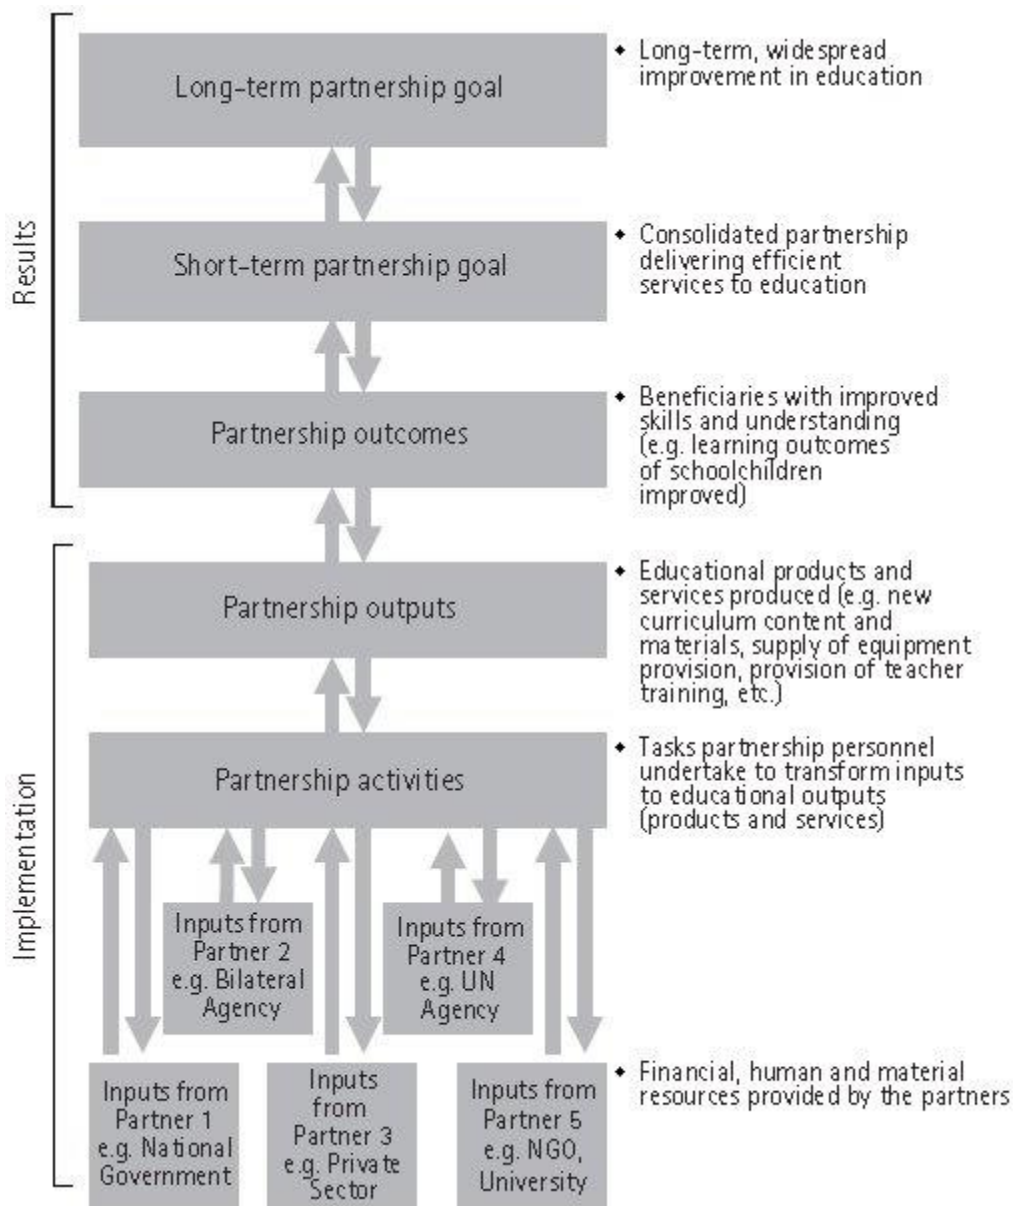 Results
Long-term partnership goal
◆ Long-term, widespread
improvement in education
Short-term partnership goal
◆ Consolidated partnership
delivering efficient
services to education
Partnership outcomes
◆ Beneficiaries with improved
skills and understanding
(e.g. learning outcomes
of schoolchildren
improved)
Implementation
Partnership outputs
◆ Educational products and
services produced (e.g. new
curriculum content and
materials, supply of equipment
provision, provision of teacher
training, etc.)
Partnership activities
◆ Tasks partnership personnel
undertake to transform inputs
to educational outputs
(products and services)
Inputs from
Partner 2
e.g. Bilateral
Agency
Inputs from
Partner 4
e.g. UN
Agency
Inputs from
Partner 1
e.g. National
Government
Inputs
from
Partner 3
e.g. Private
Sector
Inputs from
Partner 5
e.g. NGO,
University
◆ Financial, human and material
resources provided by the partners